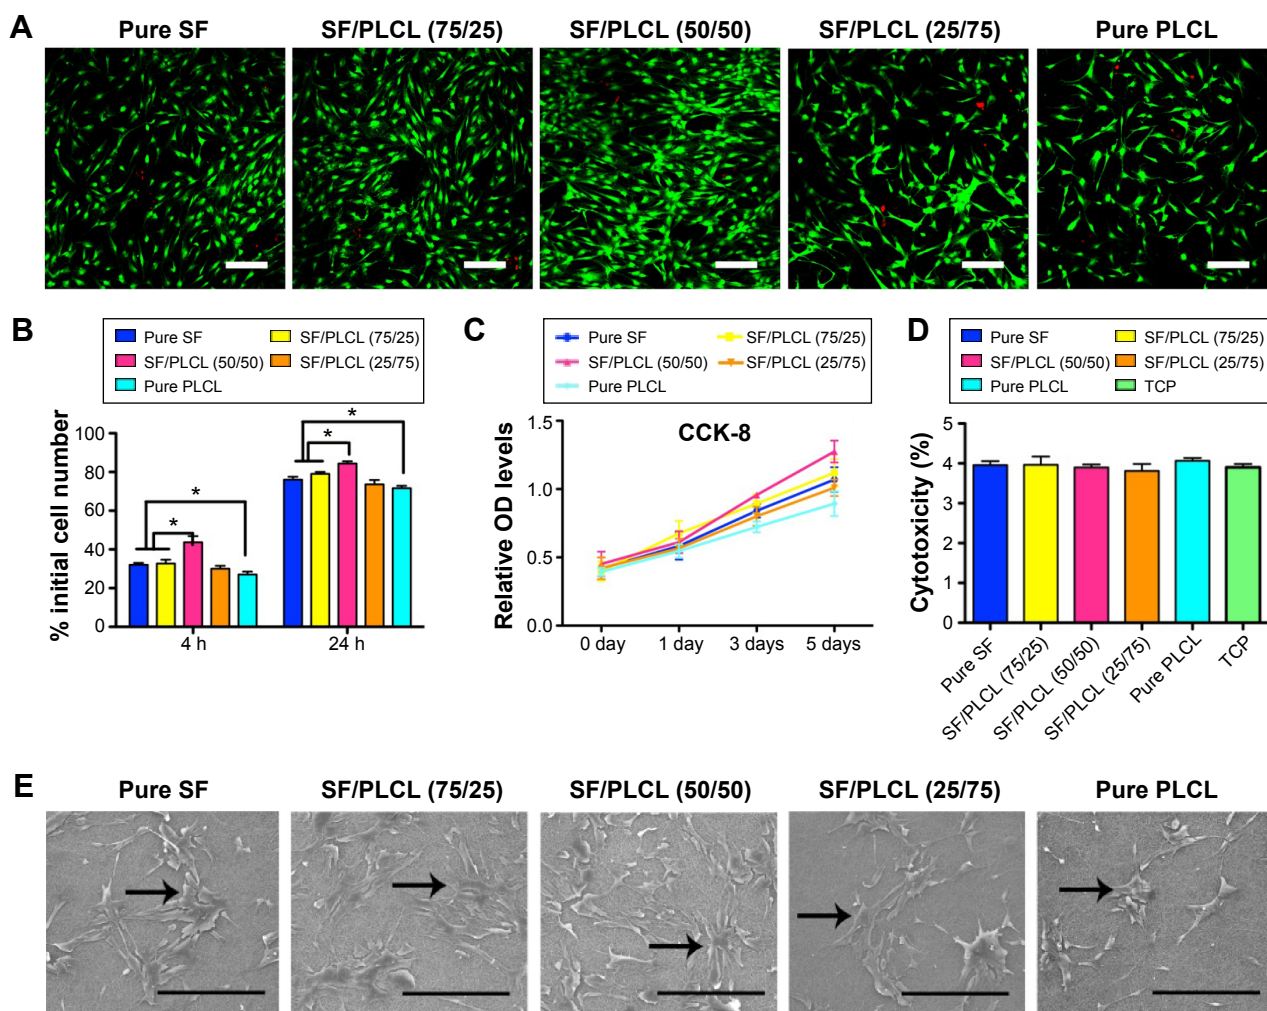 A
Pure SF
SF/PLCL (75/25)
SF/PLCL (50/50)
SF/PLCL (25/75)
Pure PLCL
B
Pure SF
SF/PLCL (75/25)
SF/PLCL (50/50)
SF/PLCL (25/75)
Pure PLCL
% initial cell number
100
80
60
40
20
0
*
*
*
*
4 h
24 h
C
Pure SF
SF/PLCL (75/25)
SF/PLCL (50/50)
SF/PLCL (25/75)
Pure PLCL
CCK-8
Relative OD levels
1.5
1.0
0.5
0.0
0 day
1 day
3 days
5 days
D
Pure SF
SF/PLCL (75/25)
SF/PLCL (50/50)
SF/PLCL (25/75)
Pure PLCL
TCP
Cytotoxicity (%)
5
4
3
2
1
0
Pure SF
SF/PLCL (75/25)
SF/PLCL (50/50)
SF/PLCL (25/75)
Pure PLCL
TCP
E
Pure SF
SF/PLCL (75/25)
SF/PLCL (50/50)
SF/PLCL (25/75)
Pure PLCL